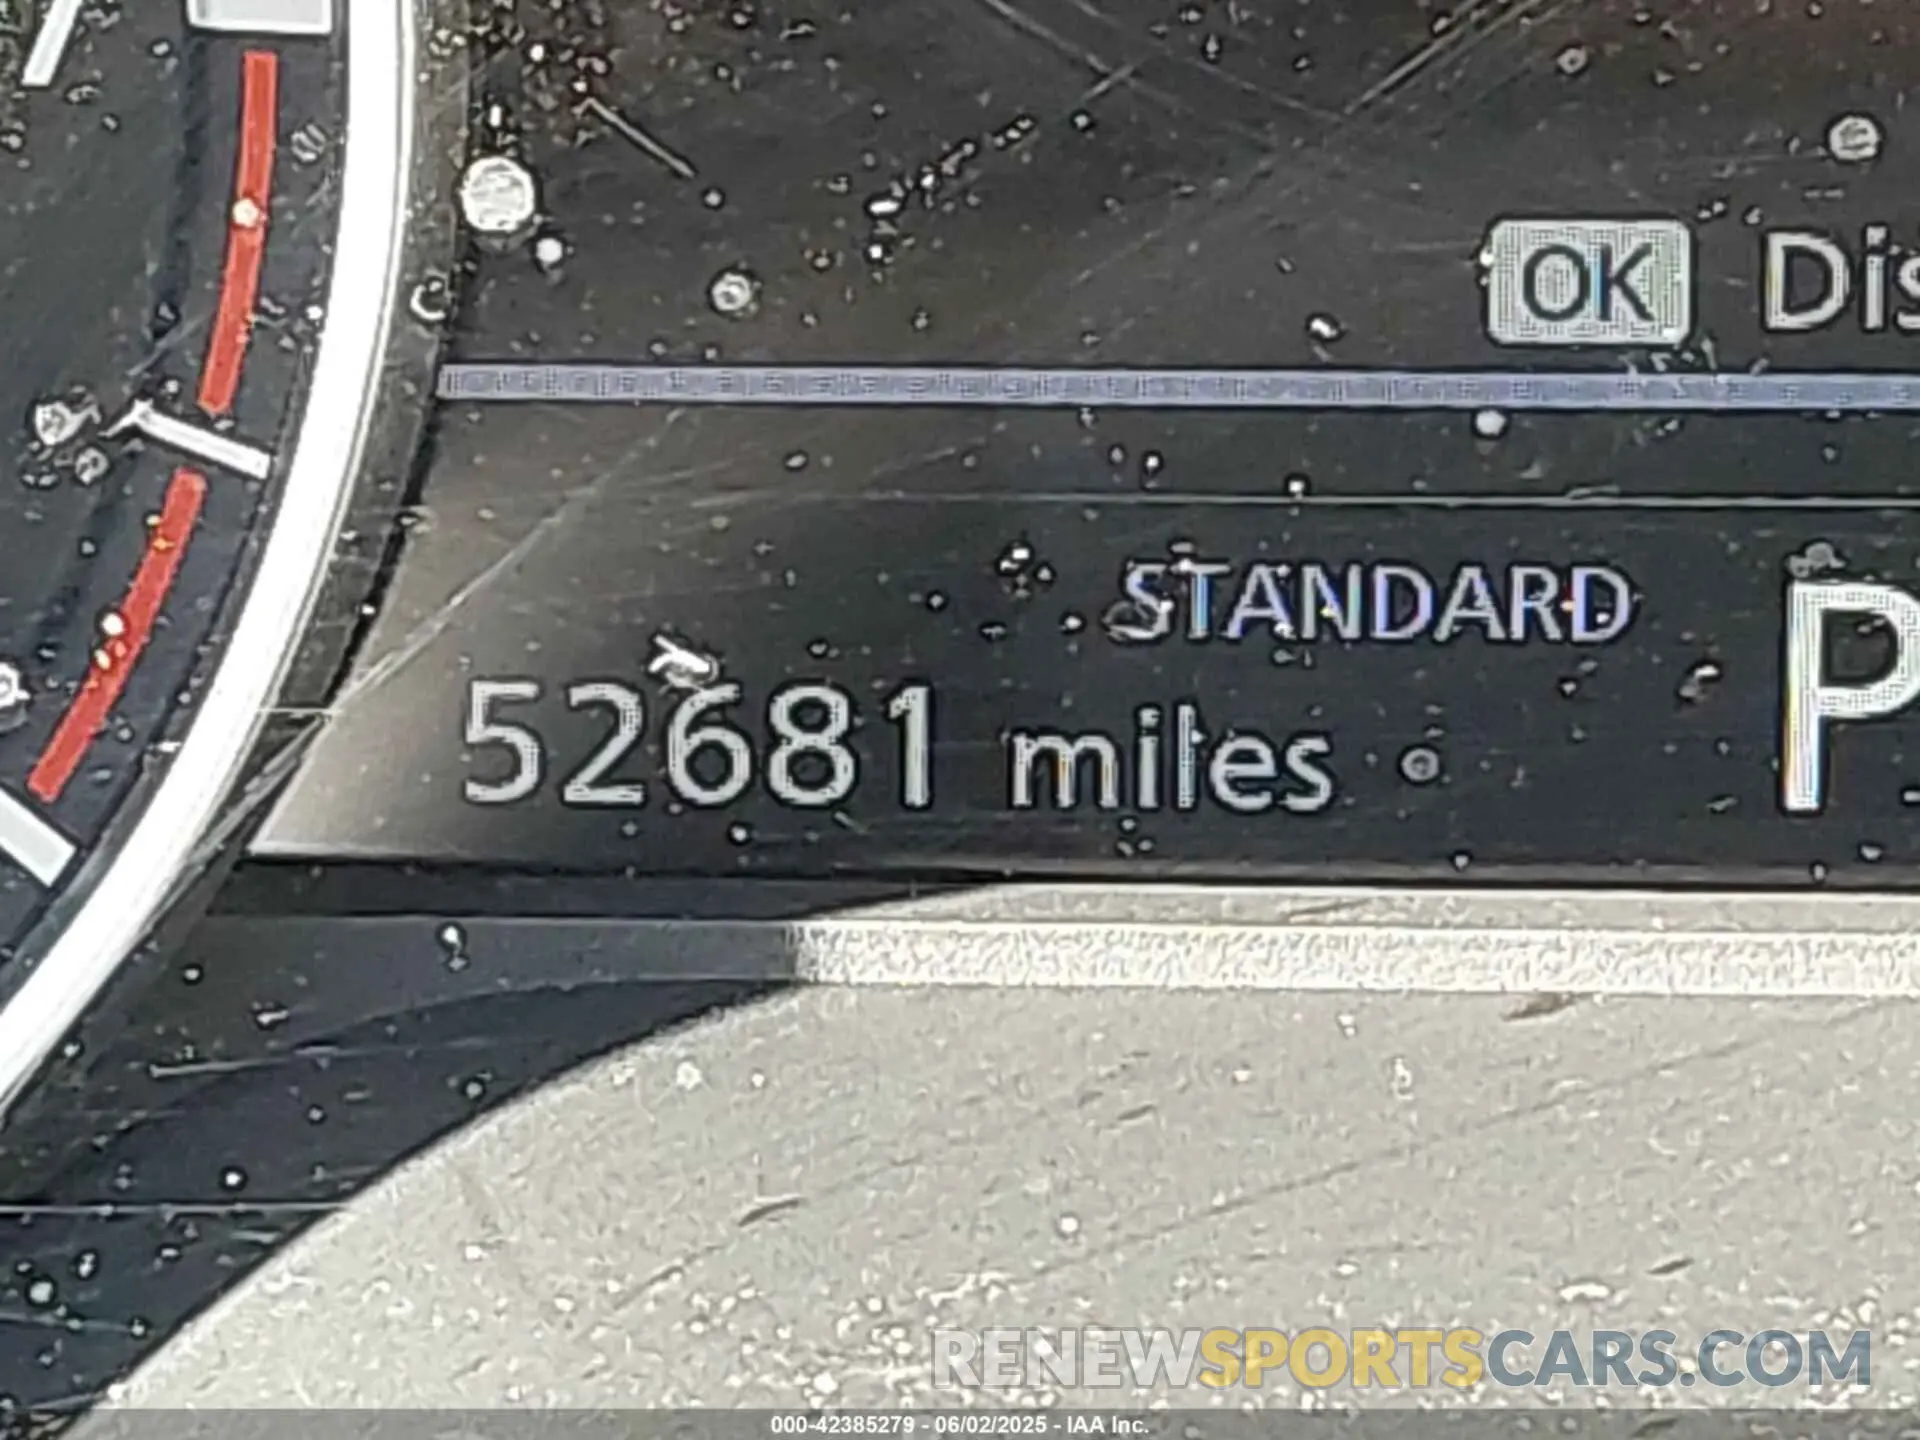 OK Dis
STANDARD
P
52681 miles
RENEWSPORTSCARS.COM
000-42385279 - 06/02/2025 - IAA Inc.